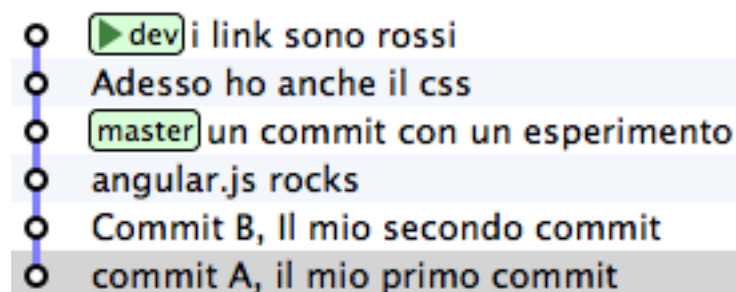 dev i link sono rossi
Adesso ho anche il css
master un commit con un esperimento
angular.js rocks
Commit B, Il mio secondo commit
commit A, il mio primo commit